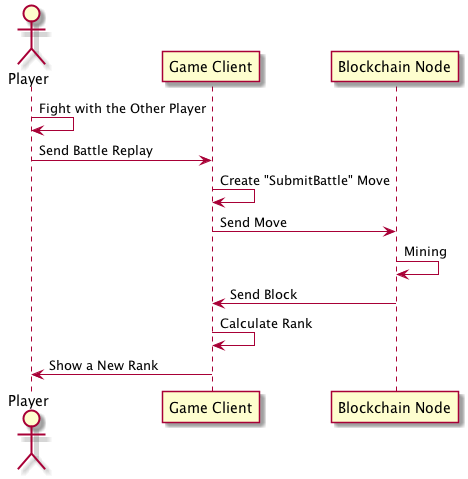 Player
Game Client
Blockchain Node
Fight with the Other Player
Send Battle Replay
Create "SubmitBattle" Move
Send Move
Mining
Send Block
Calculate Rank
Show a New Rank
Player
Game Client
Blockchain Node